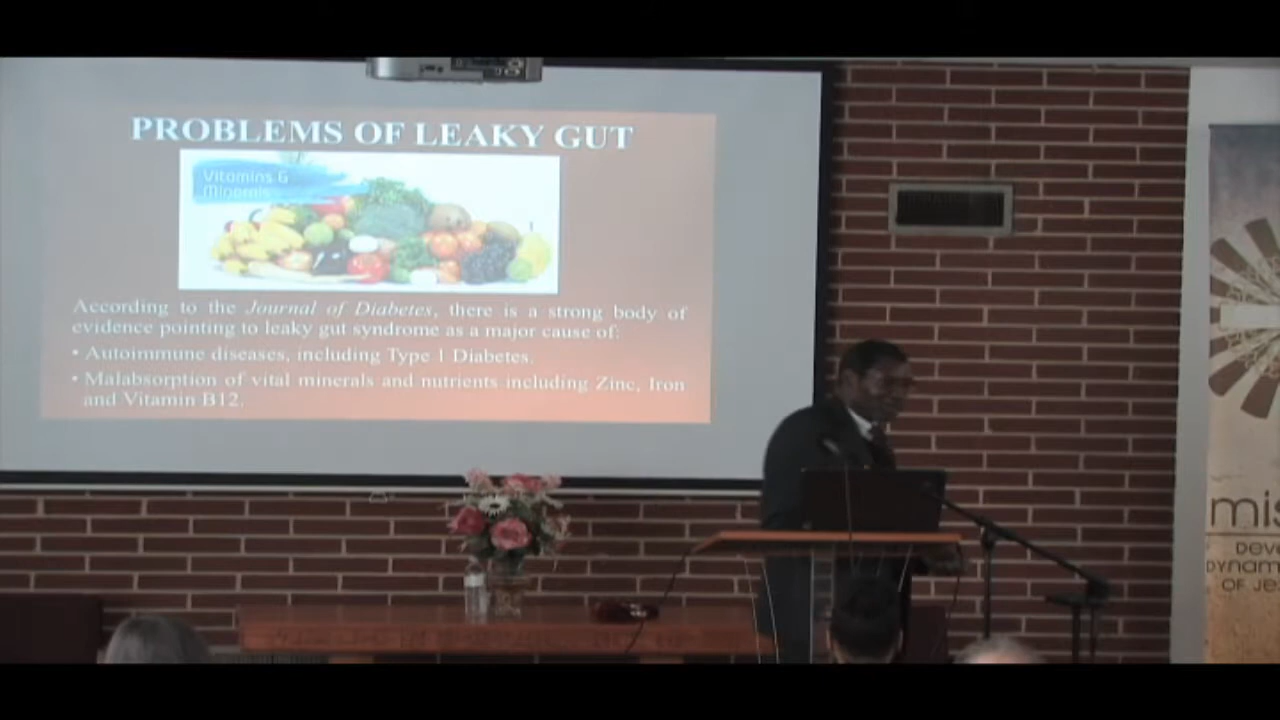 PROBLEMS OF LEAKY GUT
Vitamins &
Minerals
According to the Journal of Diabetes, there is a strong body of
evidence pointing to leaky gut syndrome as a major cause of:
• Autoimmune diseases, including Type 1 Diabetes.
• Malabsorption of vital minerals and nutrients including Zinc, Iron
and Vitamin B12.
OF